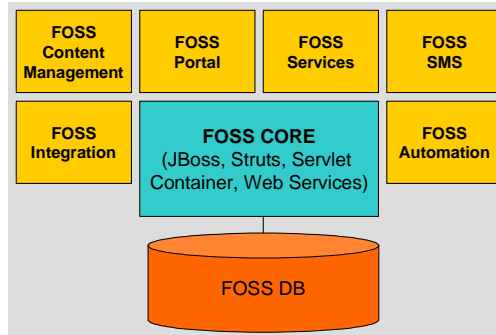 FOSS
Content
Management
FOSS
Portal
FOSS
Services
FOSS
SMS
FOSS
Integration
FOSS CORE
(JBoss, Struts, Servlet
Container, Web Services)
FOSS
Automation
FOSS DB